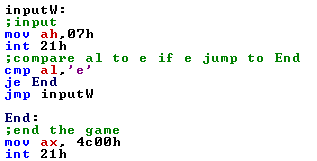 inputW:
;input
mov ah,07h
int 21h
;compare al to e if e jump to End
cmp al,'e'
je End
jmp inputW
End:
;end the game
mov ax, 4c00h
int 21h